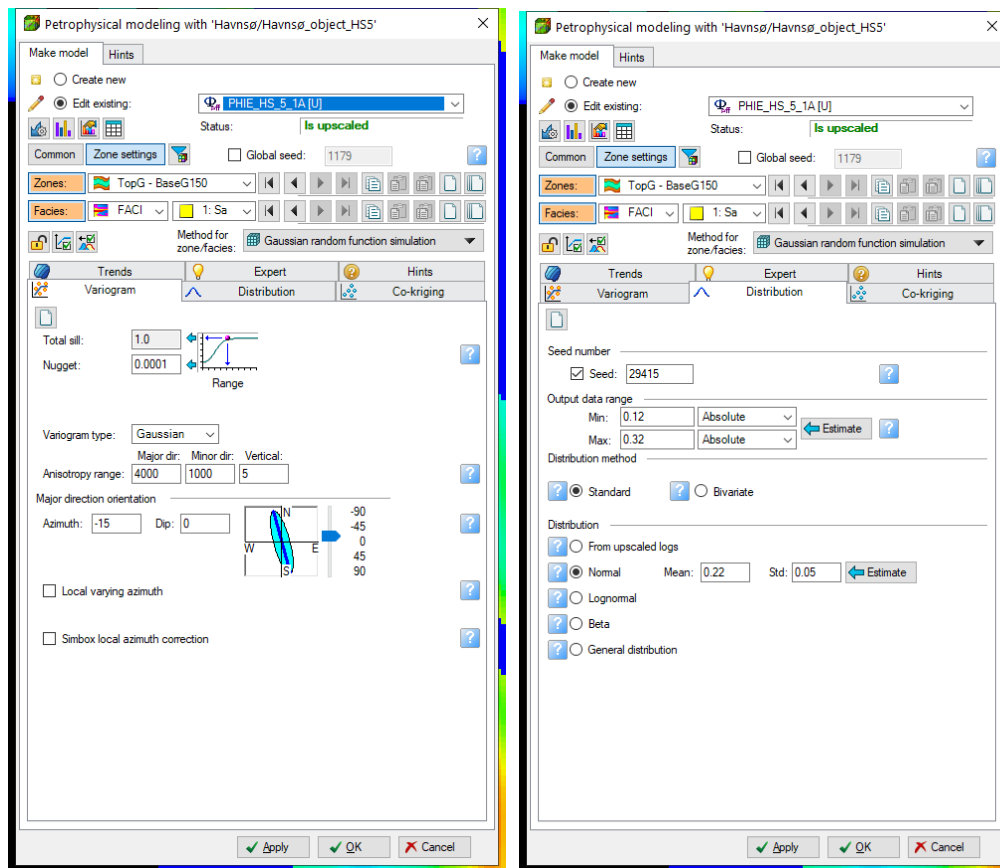 Petrophysical modeling with 'Havnsø/Havnsø_object_HS5'
Make model Hints
Create new
Edit existing: PHIE_HS_5_1A [U]
Status: Is upscaled
Common Zone settings Global seed: 1179
Zones: TopG - BaseG150
Facies: FACI 1: Sa
Method for
zone/facies: Gaussian random function simulation
Trends Expert Hints
Variogram Distribution Co-kriging
Total sill: 1.0
Nugget: 0.0001
Range
Variogram type: Gaussian
Major dir: Minor dir: Vertical:
Anisotropy range: 4000 1000 5
Major direction orientation
Azimuth: -15 Dip: 0
N
W E
S
-90
-45
0
45
90
Local varying azimuth
Simbox local azimuth correction
Apply OK Cancel
Petrophysical modeling with 'Havnsø/Havnsø_object_HS5'
Make model Hints
Create new
Edit existing: PHIE_HS_5_1A [U]
Status: Is upscaled
Common Zone settings Global seed: 1179
Zones: TopG - BaseG150
Facies: FACI 1: Sa
Method for
zone/facies: Gaussian random function simulation
Trends Expert Hints
Variogram Distribution Co-kriging
Seed number
Seed: 29415
Output data range
Min: 0.12 Absolute
Estimate
Max: 0.32 Absolute
Distribution method
Standard Bivariate
Distribution
From upscaled logs
Normal Mean: 0.22 Std: 0.05 Estimate
Lognormal
Beta
General distribution
Apply OK Cancel